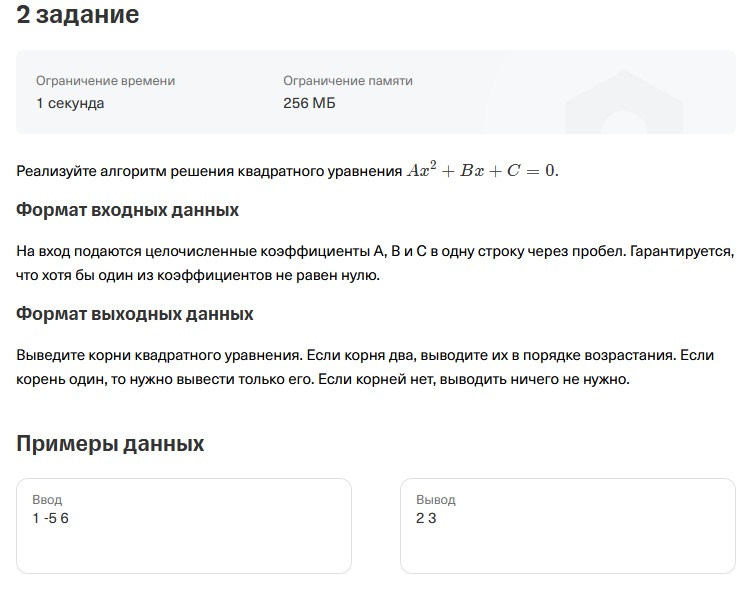 2 задание
Ограничение времени
Ограничение памяти
1 секунда
256 МБ
Реализуйте алгоритм решения квадратного уравнения Ax² + Bx + C = 0.
Формат входных данных
На вход подаются целочисленные коэффициенты A, B и C в одну строку через пробел. Гарантируется,
что хотя бы один из коэффициентов не равен нулю.
Формат выходных данных
Выведите корни квадратного уравнения. Если корня два, выводите их в порядке возрастания. Если
корень один, то нужно вывести только его. Если корней нет, выводить ничего не нужно.
Примеры данных
Ввод
1 -5 6
Вывод
2 3